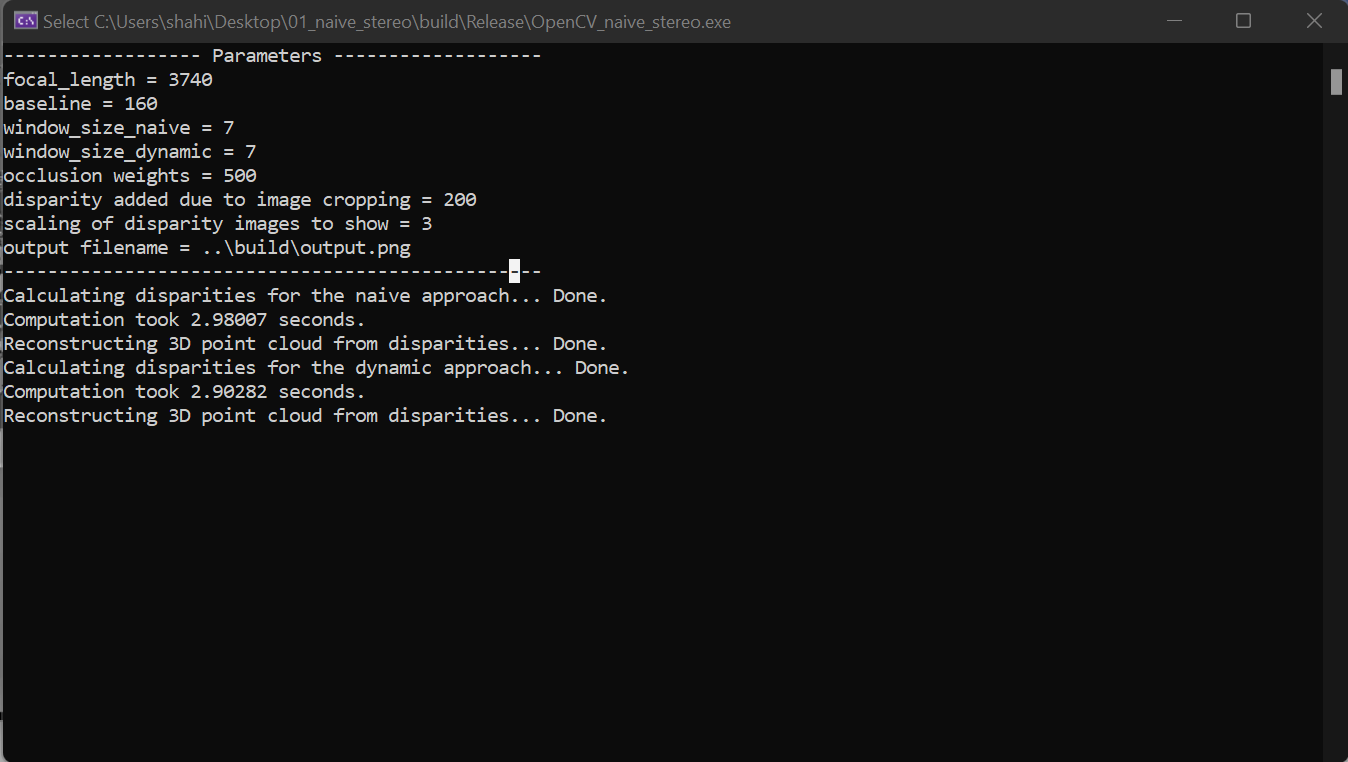 Select C:\Users\shahi\Desktop\01_naive_stereo\build\Release\OpenCV_naive_stereo.exe
------------------ Parameters -------------------
focal_length = 3740
baseline = 160
window_size_naive = 7
window_size_dynamic = 7
occlusion weights = 500
disparity added due to image cropping = 200
scaling of disparity images to show = 3
output filename = ..\build\output.png
-------------------------------------------------
Calculating disparities for the naive approach... Done.
Computation took 2.98007 seconds.
Reconstructing 3D point cloud from disparities... Done.
Calculating disparities for the dynamic approach... Done.
Computation took 2.90282 seconds.
Reconstructing 3D point cloud from disparities... Done.